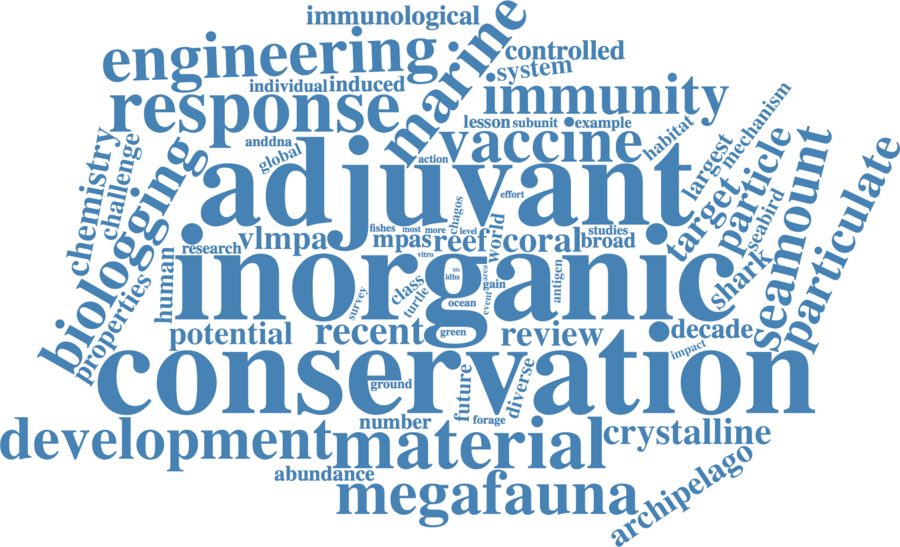 immunological
marine
engineering
controlled
system
individual
induced
response
immunity
lesson
subunit
example
mechanism
habitat
anddna
vaccine
chemistry
challenge
global
action
largest
particle
biologging
adjuvant
effort
target
seabird
seamount
particulate
chagos
level
fishes
most
more
world
studies
research
vlmpa
mpas
reef
coral
broad
vitro
shark
human
inorganic
life
ldhs
gain
antigen
class
turtle
survey
ocean
event
properties
potential
recent
green
review
decade
impact
conservation
ground
future
diverse
number
forage
development
material
crystalline
abundance
megafauna
archipelago